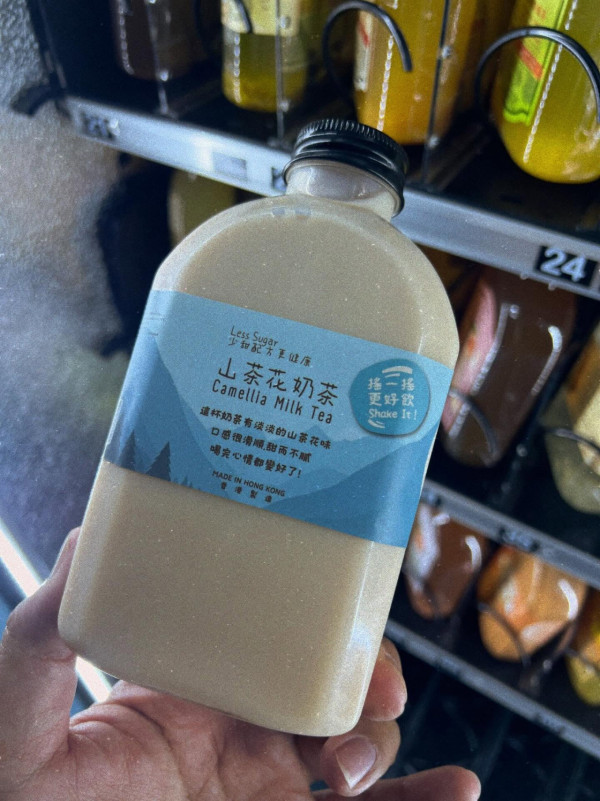 Less Sugar
少甜配方更健康
山茶花奶茶
Camellia Milk Tea
搖一搖
更好飲
Shake It!
這杯奶茶有淡淡的山茶花味
口感很滑順,甜而不膩
喝完心情都變好了!
MADE IN HONG KONG
香港製造
24